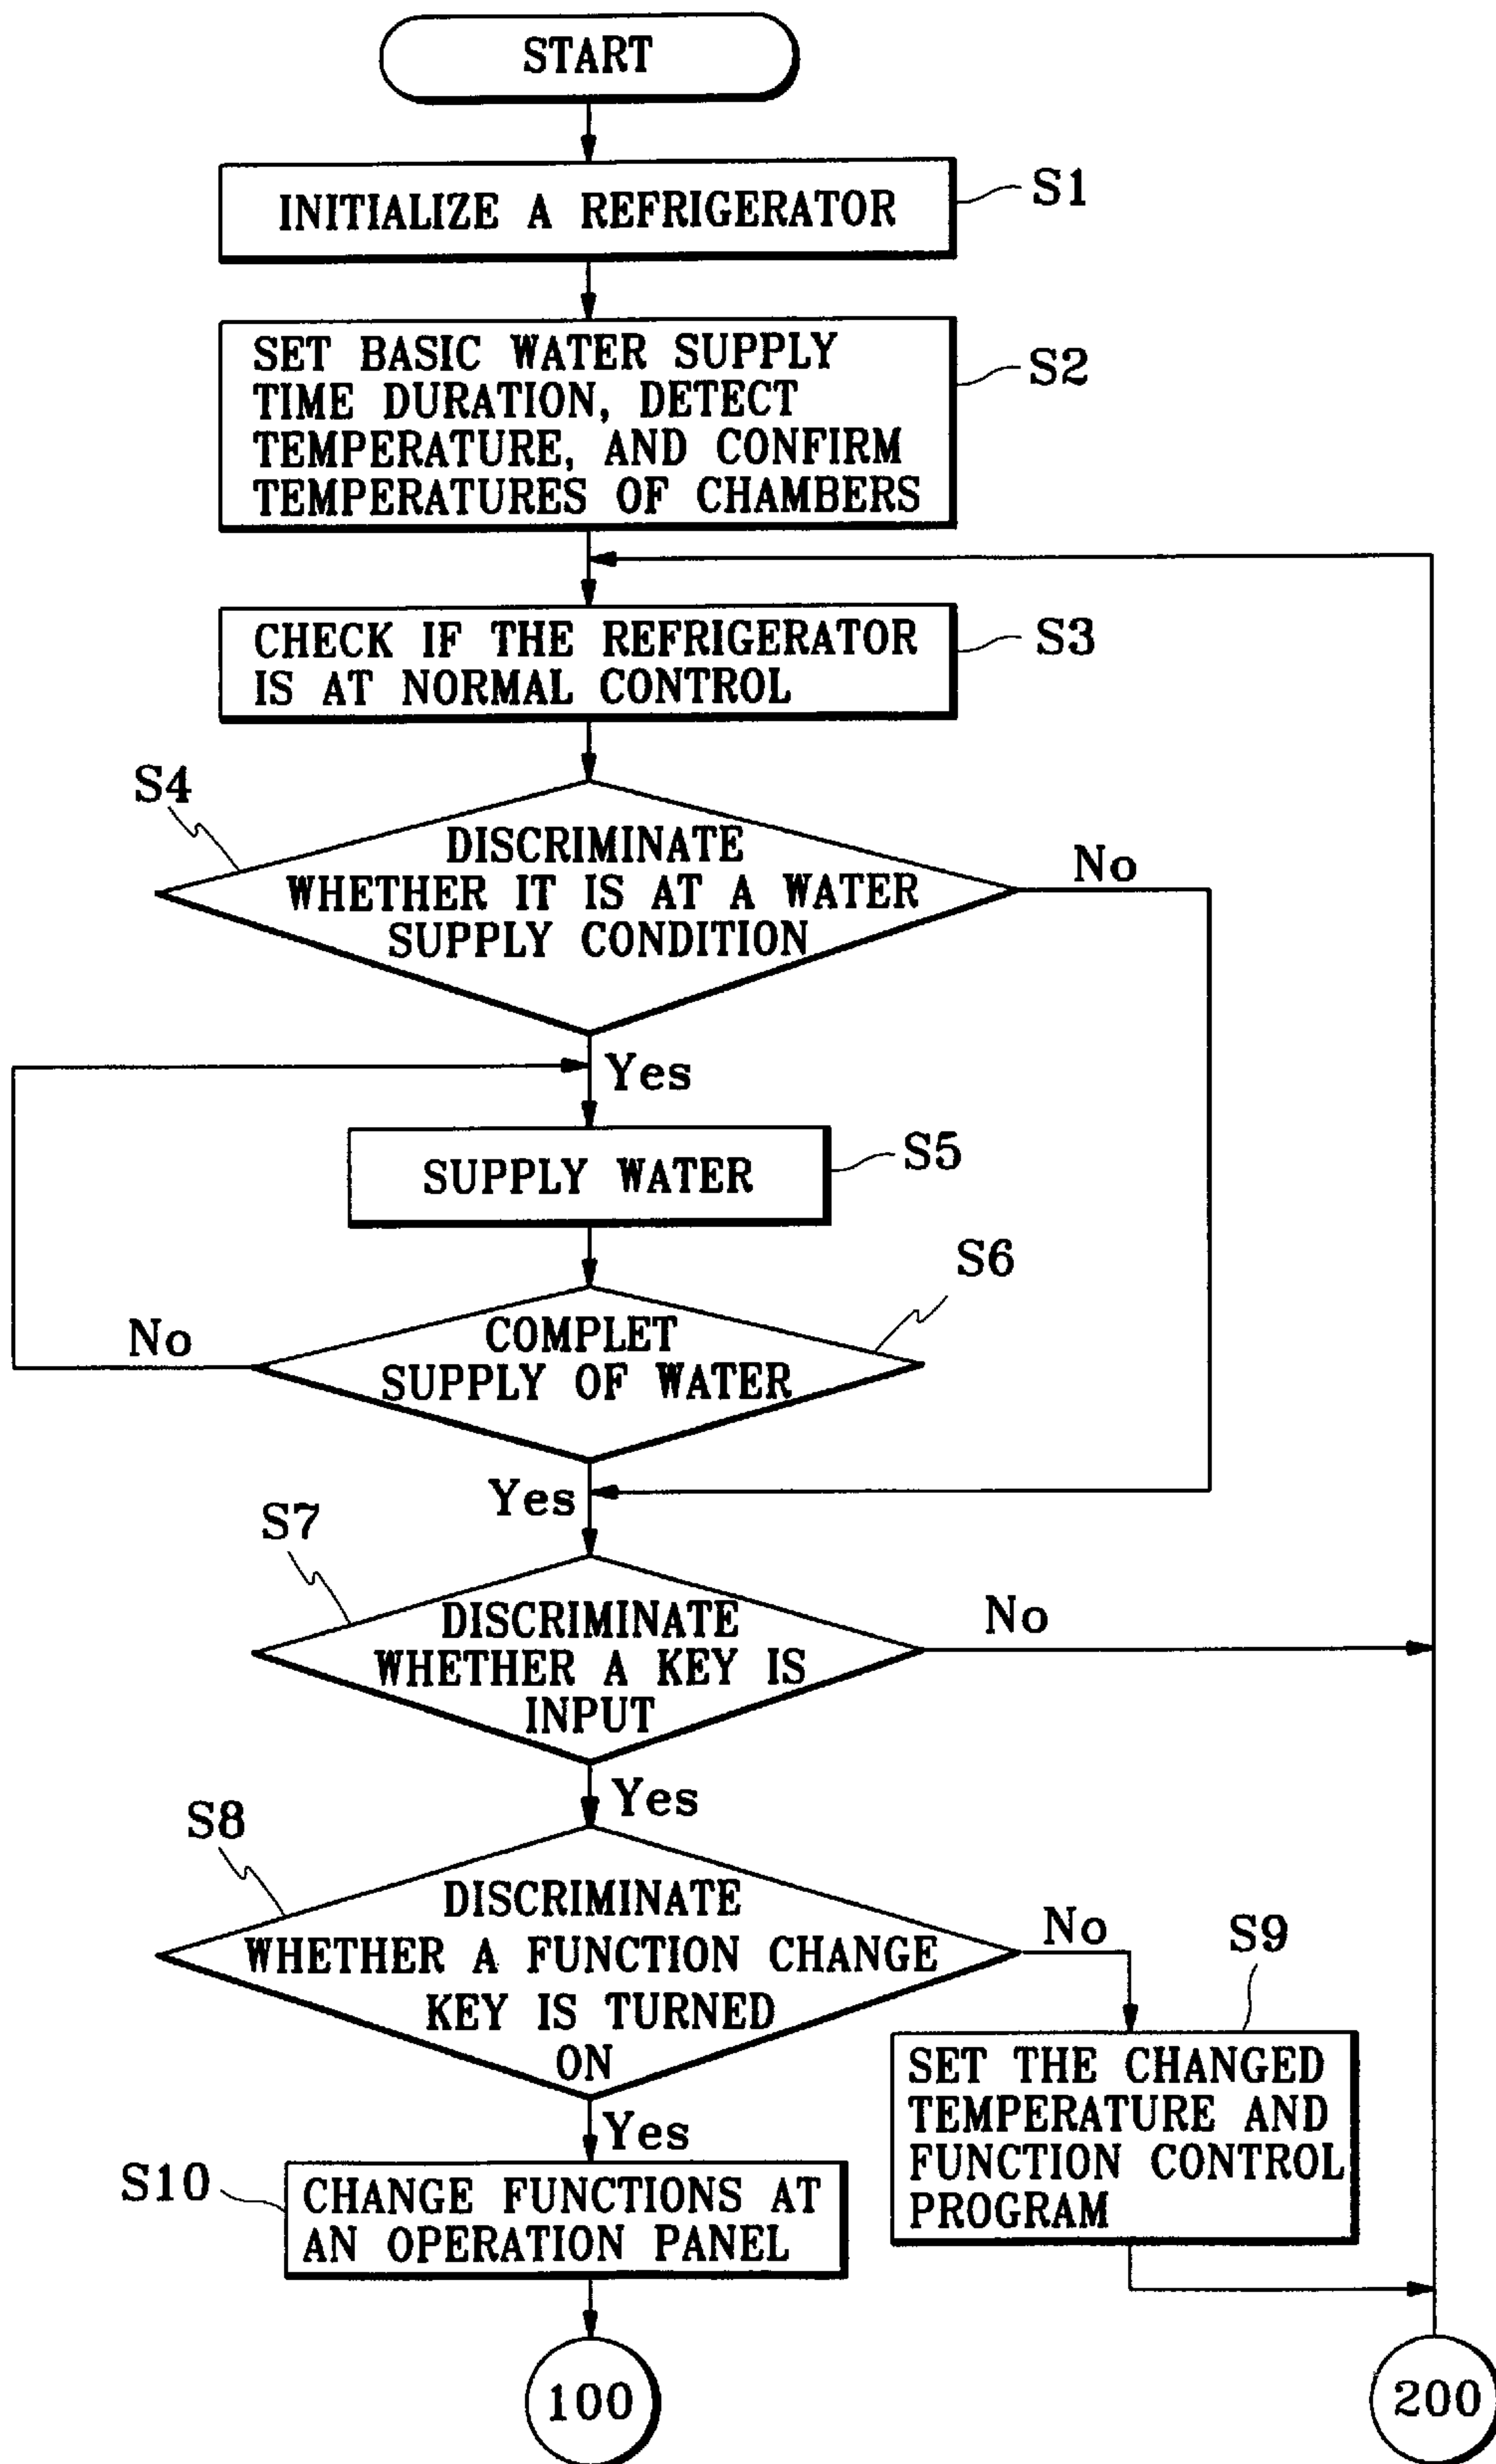 START
INITIALIZE A REFRIGERATOR
S1
SET BASIC WATER SUPPLY
TIME DURATION, DETECT
TEMPERATURE, AND CONFIRM
TEMPERATURES OF CHAMBERS
S2
CHECK IF THE REFRIGERATOR
IS AT NORMAL CONTROL
S3
S4
DISCRIMINATE
WHETHER IT IS AT A WATER
SUPPLY CONDITION
No
Yes
SUPPLY WATER
S5
S6
COMPLET
SUPPLY OF WATER
No
Yes
S7
DISCRIMINATE
WHETHER A KEY IS
INPUT
No
Yes
S8
DISCRIMINATE
WHETHER A FUNCTION CHANGE
KEY IS TURNED
ON
No
S9
SET THE CHANGED
TEMPERATURE AND
FUNCTION CONTROL
PROGRAM
Yes
S10
CHANGE FUNCTIONS AT
AN OPERATION PANEL
100
200